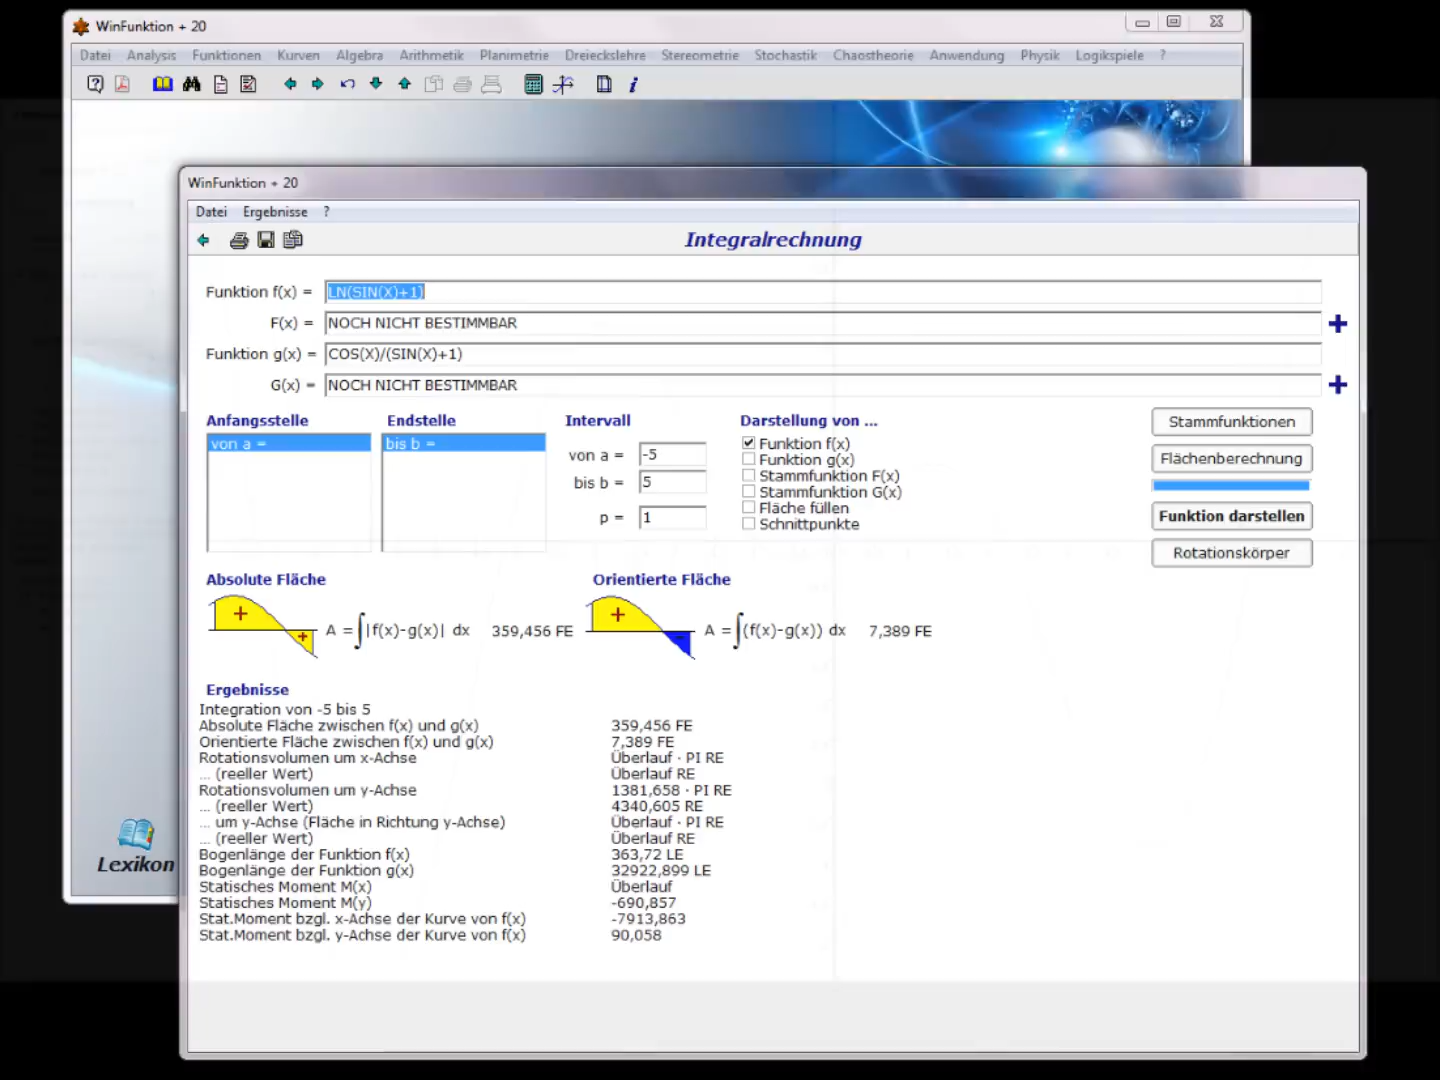 WinFunktion + 20
Datei Analysis Funktionen Kurven Algebra Arithmetik Planimetrie Dreieckslehre Stereometrie Stochastik Chaostheorie Anwendung Physik Logikspiele ?
WinFunktion + 20
Datei Ergebnisse ?
Integralrechnung
Funktion f(x) = LN(SIN(X)+1)
F(x) = NOCH NICHT BESTIMMBAR
Funktion g(x) = COS(X)/(SIN(X)+1)
G(x) = NOCH NICHT BESTIMMBAR
Anfangsstelle Endstelle Intervall Darstellung von ... Stammfunktionen
von a = bis b = Funktion f(x)
von a = -5 Funktion g(x) Flächenberechnung
Stammfunktion F(x)
bis b = 5 Stammfunktion G(x)
Fläche füllen
p = 1 Schnittpunkte Funktion darstellen
Rotationskörper
Absolute Fläche Orientierte Fläche
+ + A = ∫|f(x)-g(x)| dx 359,456 FE + - A = ∫(f(x)-g(x)) dx 7,389 FE
Ergebnisse
Integration von -5 bis 5
Absolute Fläche zwischen f(x) und g(x) 359,456 FE
Orientierte Fläche zwischen f(x) und g(x) 7,389 FE
Rotationsvolumen um x-Achse Überlauf · PI RE
... (reeller Wert) Überlauf RE
Rotationsvolumen um y-Achse 1381,658 · PI RE
... (reeller Wert) 4340,605 RE
... um y-Achse (Fläche in Richtung y-Achse) Überlauf · PI RE
... (reeller Wert) Überlauf RE
Bogenlänge der Funktion f(x) 363,72 LE
Bogenlänge der Funktion g(x) 32922,899 LE
Statisches Moment M(x) Überlauf
Statisches Moment M(y) -690,857
Stat.Moment bzgl. x-Achse der Kurve von f(x) -7913,863
Stat.Moment bzgl. y-Achse der Kurve von f(x) 90,058
Lexikon